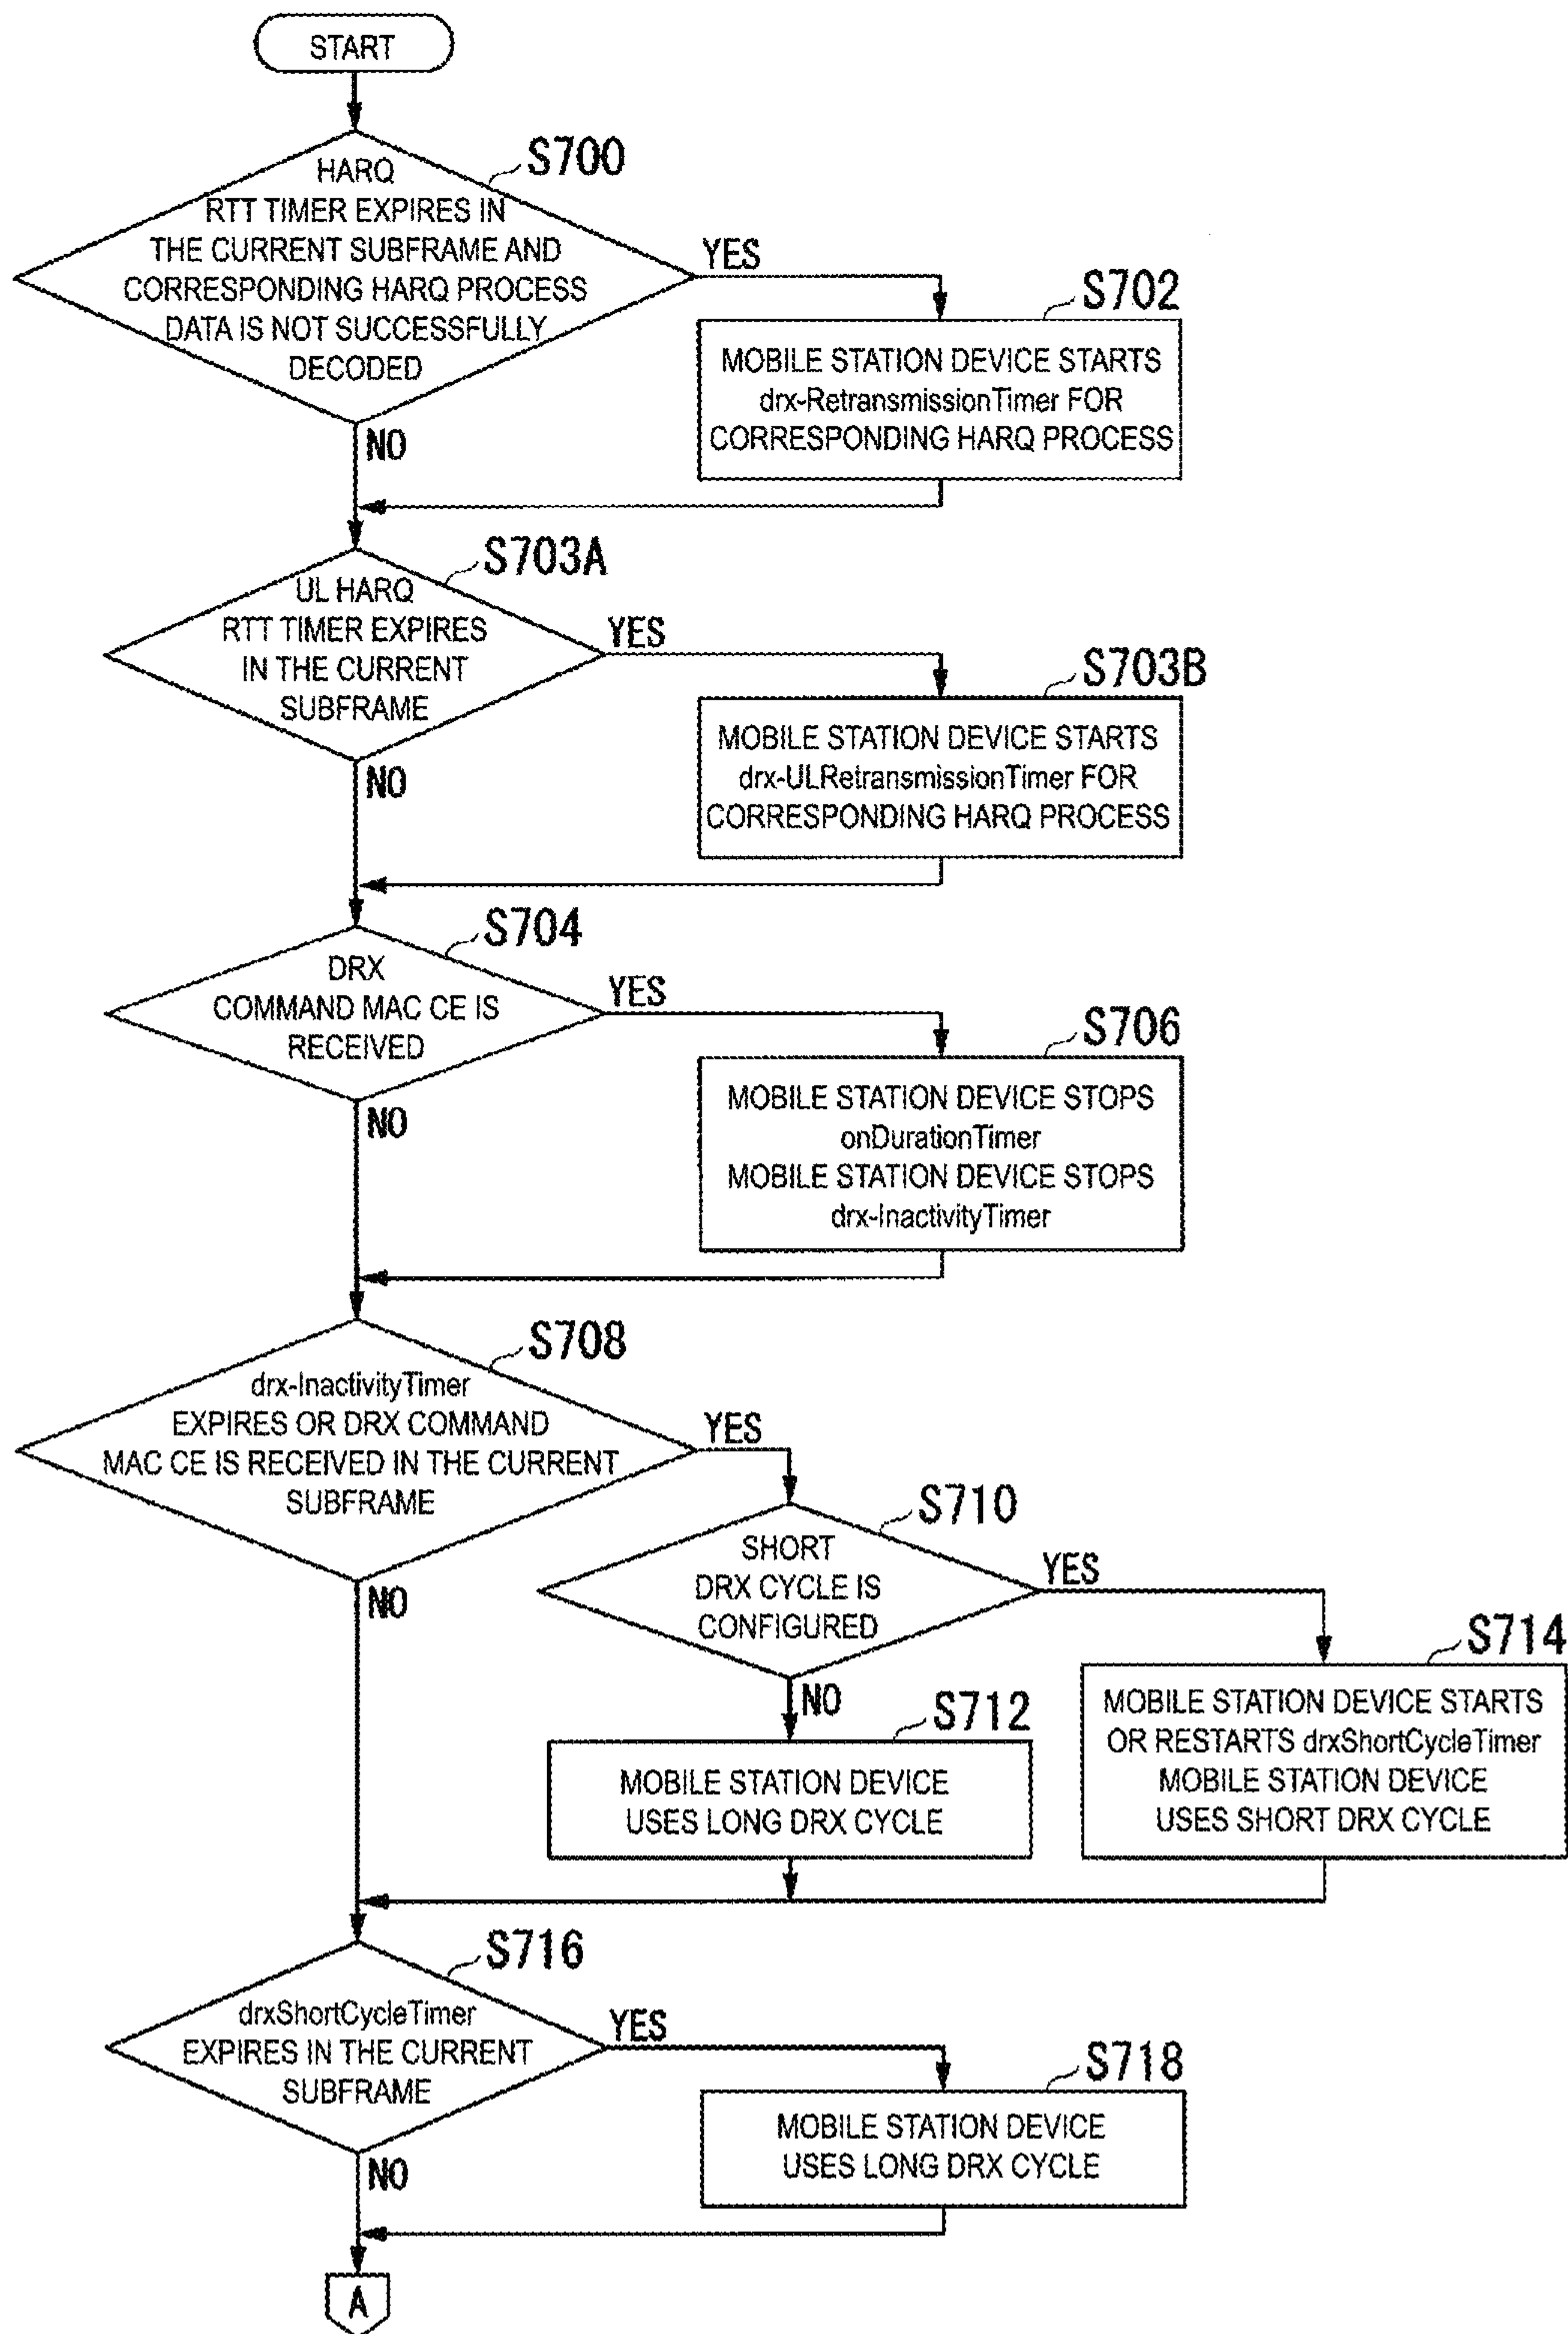 START
S700
HARQ
RTT TIMER EXPIRES IN
THE CURRENT SUBFRAME AND
CORRESPONDING HARQ PROCESS
DATA IS NOT SUCCESSFULLY
DECODED
YES
NO
S702
MOBILE STATION DEVICE STARTS
drx-RetransmissionTimer FOR
CORRESPONDING HARQ PROCESS
S703A
UL HARQ
RTT TIMER EXPIRES
IN THE CURRENT
SUBFRAME
YES
NO
S703B
MOBILE STATION DEVICE STARTS
drx-ULRetransmissionTimer FOR
CORRESPONDING HARQ PROCESS
S704
DRX
COMMAND MAC CE IS
RECEIVED
YES
NO
S706
MOBILE STATION DEVICE STOPS
onDurationTimer
MOBILE STATION DEVICE STOPS
drx-InactivityTimer
S708
drx-InactivityTimer
EXPIRES OR DRX COMMAND
MAC CE IS RECEIVED IN THE CURRENT
SUBFRAME
YES
NO
S710
SHORT
DRX CYCLE IS
CONFIGURED
YES
NO
S712
MOBILE STATION DEVICE
USES LONG DRX CYCLE
S714
MOBILE STATION DEVICE STARTS
OR RESTARTS drxShortCycleTimer
MOBILE STATION DEVICE
USES SHORT DRX CYCLE
S716
drxShortCycleTimer
EXPIRES IN THE CURRENT
SUBFRAME
YES
NO
S718
MOBILE STATION DEVICE
USES LONG DRX CYCLE
A